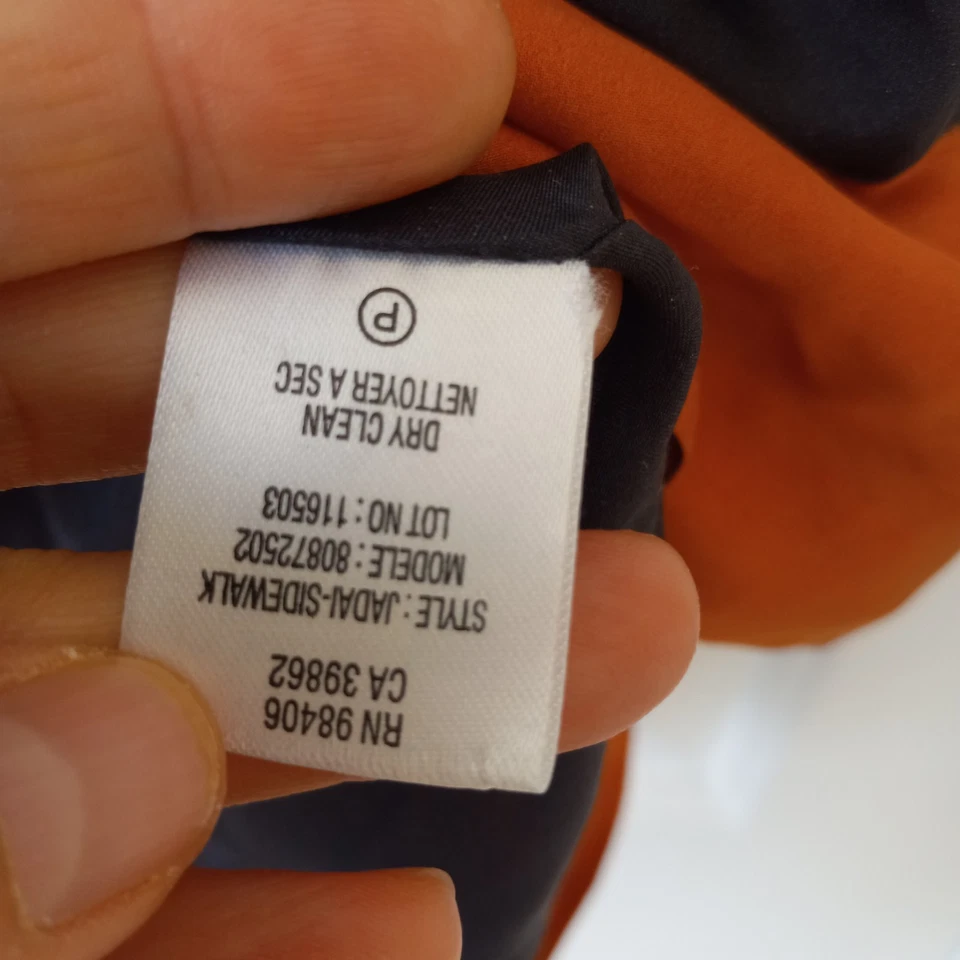 RN 98406
CA 39862
STYLE : JADAI-SIDEWALK
MODELE : 80872502
LOT NO : 116503
DRY CLEAN
NETTOYER A SEC
P